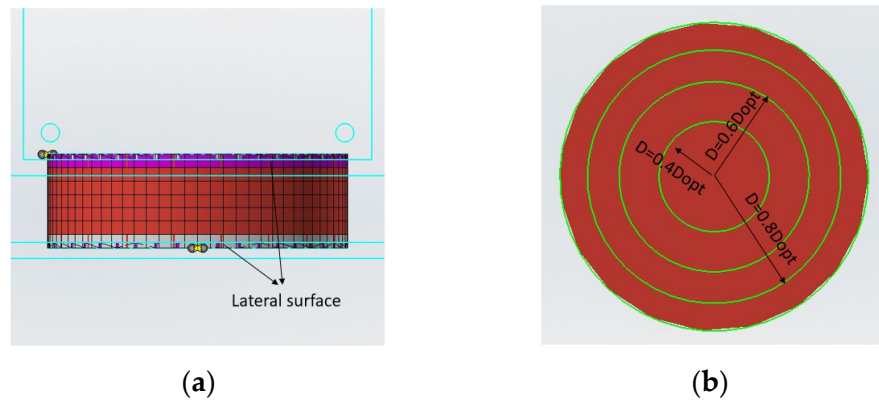 Lateral surface
D=0.6Dopt
D=0.4Dopt
D=0.8Dopt
(a)
(b)